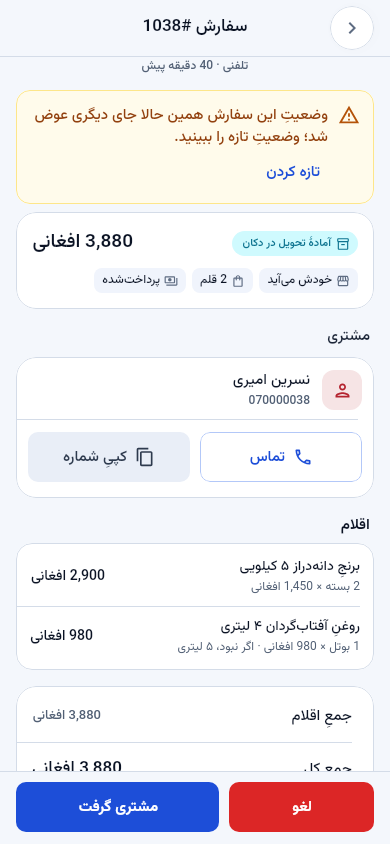 سفارش #1038
تلفنی · 40 دقیقه پیش
وضعیتِ این سفارش همین حالا جای دیگری عوض
شد؛ وضعیتِ تازه را ببینید.
تازه کردن
آمادهٔ تحویل در دکان
3,880 افغانی
خودش می‌آید
2 قلم
پرداخت‌شده
مشتری
نسرین امیری
070000038
تماس
کپیِ شماره
اقلام
برنجِ دانه‌دراز ۵ کیلویی
2,900 افغانی
2 بسته × 1,450 افغانی
روغنِ آفتاب‌گردان ۴ لیتری
980 افغانی
1 بوتل × 980 افغانی · اگر نبود، ۵ لیتری
جمعِ اقلام
3,880 افغانی
جمعِ کل
3,880 افغانی
لغو
مشتری گرفت